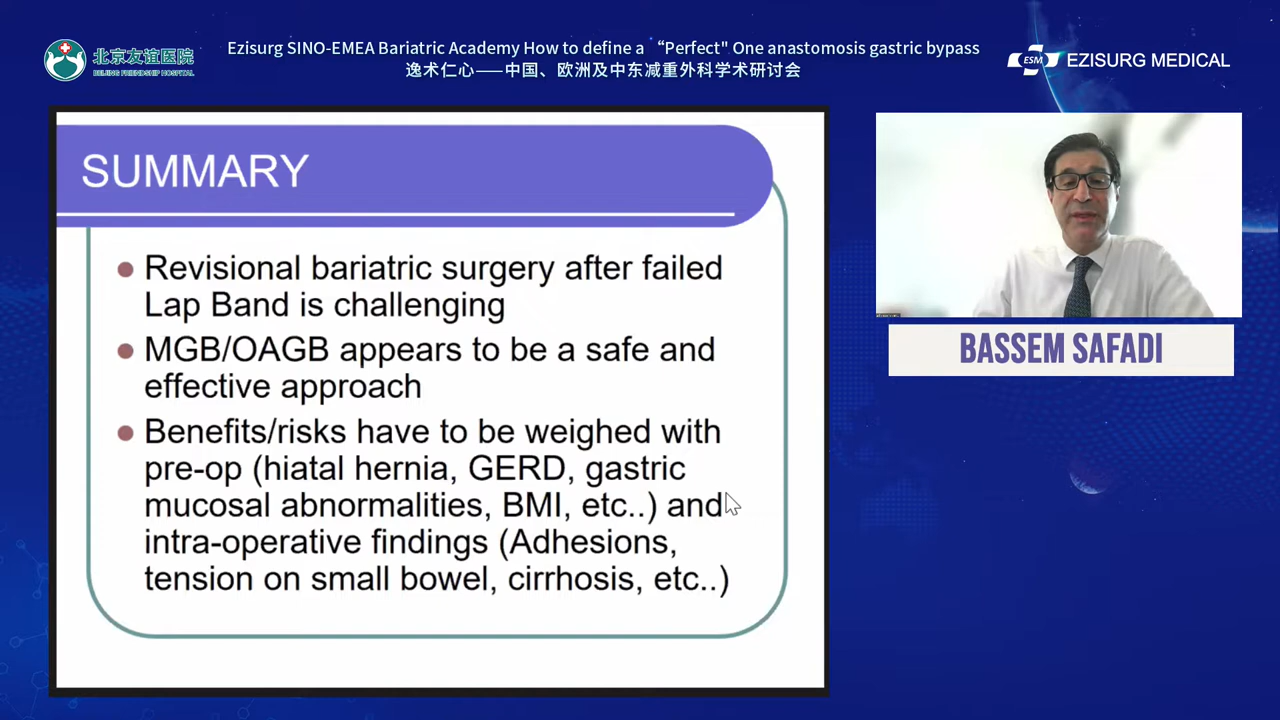 北京友谊医院
BEIJING FRIENDSHIP HOSPITAL
Ezisurg SINO-EMEA Bariatric Academy How to define a “Perfect" One anastomosis gastric bypass
逸术仁心——中国、欧洲及中东减重外科学术研讨会
ESM
EZISURG MEDICAL
SUMMARY
Revisional bariatric surgery after failed
Lap Band is challenging
MGB/OAGB appears to be a safe and
effective approach
Benefits/risks have to be weighed with
pre-op (hiatal hernia, GERD, gastric
mucosal abnormalities, BMI, etc..) and
intra-operative findings (Adhesions,
tension on small bowel, cirrhosis, etc..)
BASSEM SAFADI